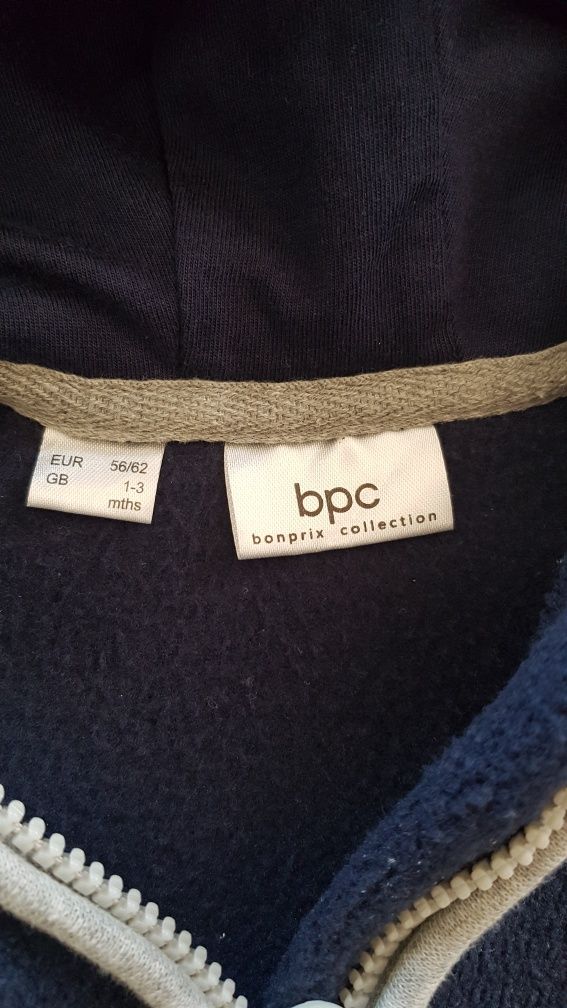 EUR 56/62
GB 1-3
mths
bpc
bonprix collection